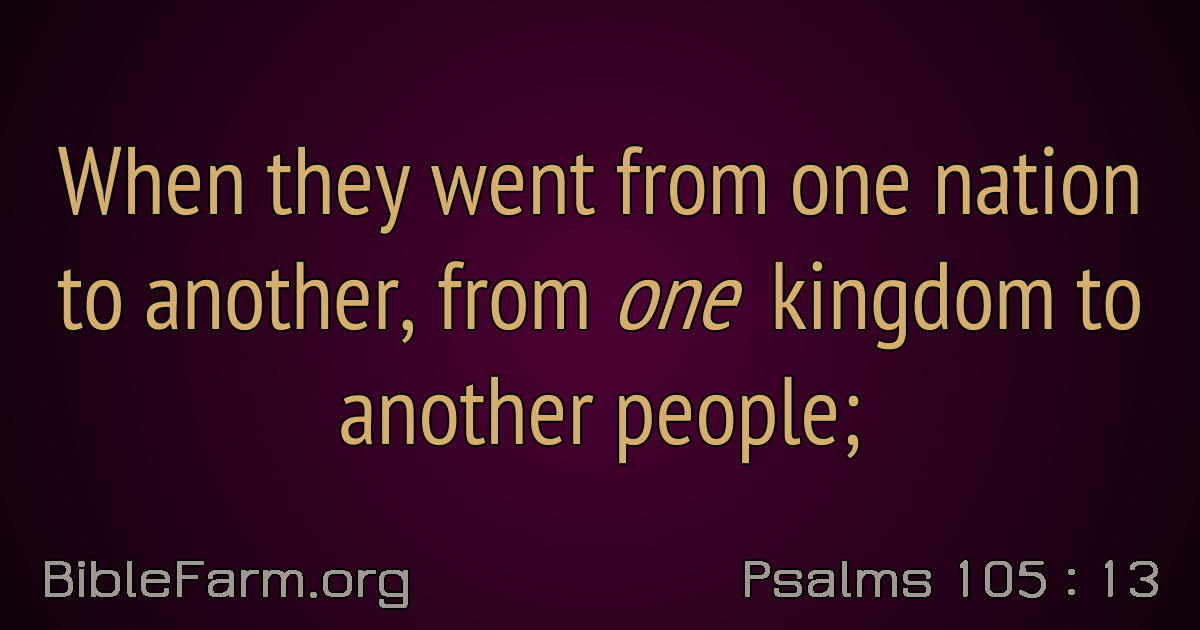 When they went from one nation
to another, from one kingdom to
another people;
BibleFarm.org
Psalms 105 : 13